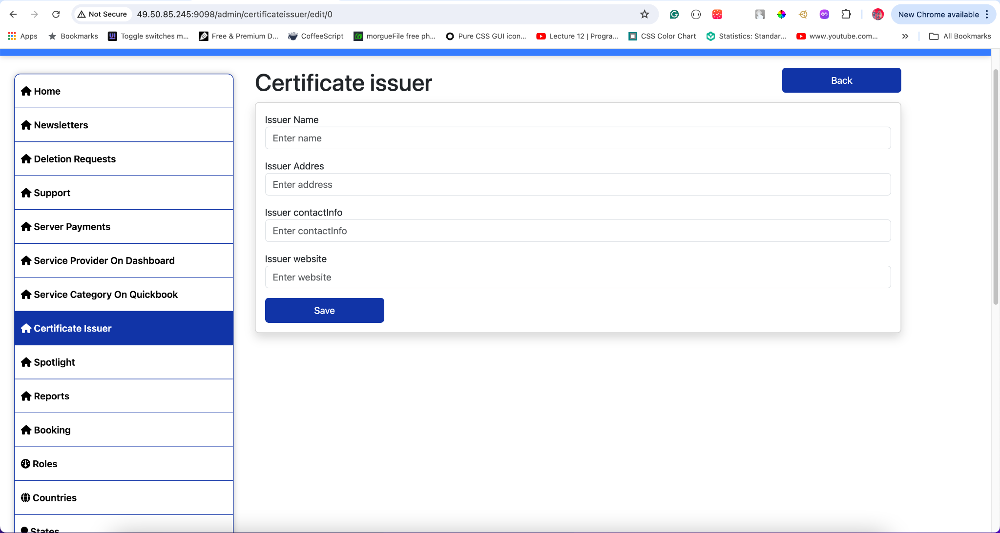 Not Secure 49.50.85.245:9098/admin/certificateissuer/edit/0 New Chrome available
Apps Bookmarks UI Toggle switches m... Free & Premium D... CoffeeScript morgueFile free ph... Pure CSS GUI icon... Lecture 12 | Progra... CSS Color Chart Statistics: Standar... www.youtube.com... » All Bookmarks
Home
Newsletters
Deletion Requests
Support
Server Payments
Service Provider On Dashboard
Service Category On Quickbook
Certificate Issuer
Spotlight
Reports
Booking
Roles
Countries
States
Certificate issuer
Back
Issuer Name
Enter name
Issuer Addres
Enter address
Issuer contactInfo
Enter contactInfo
Issuer website
Enter website
Save